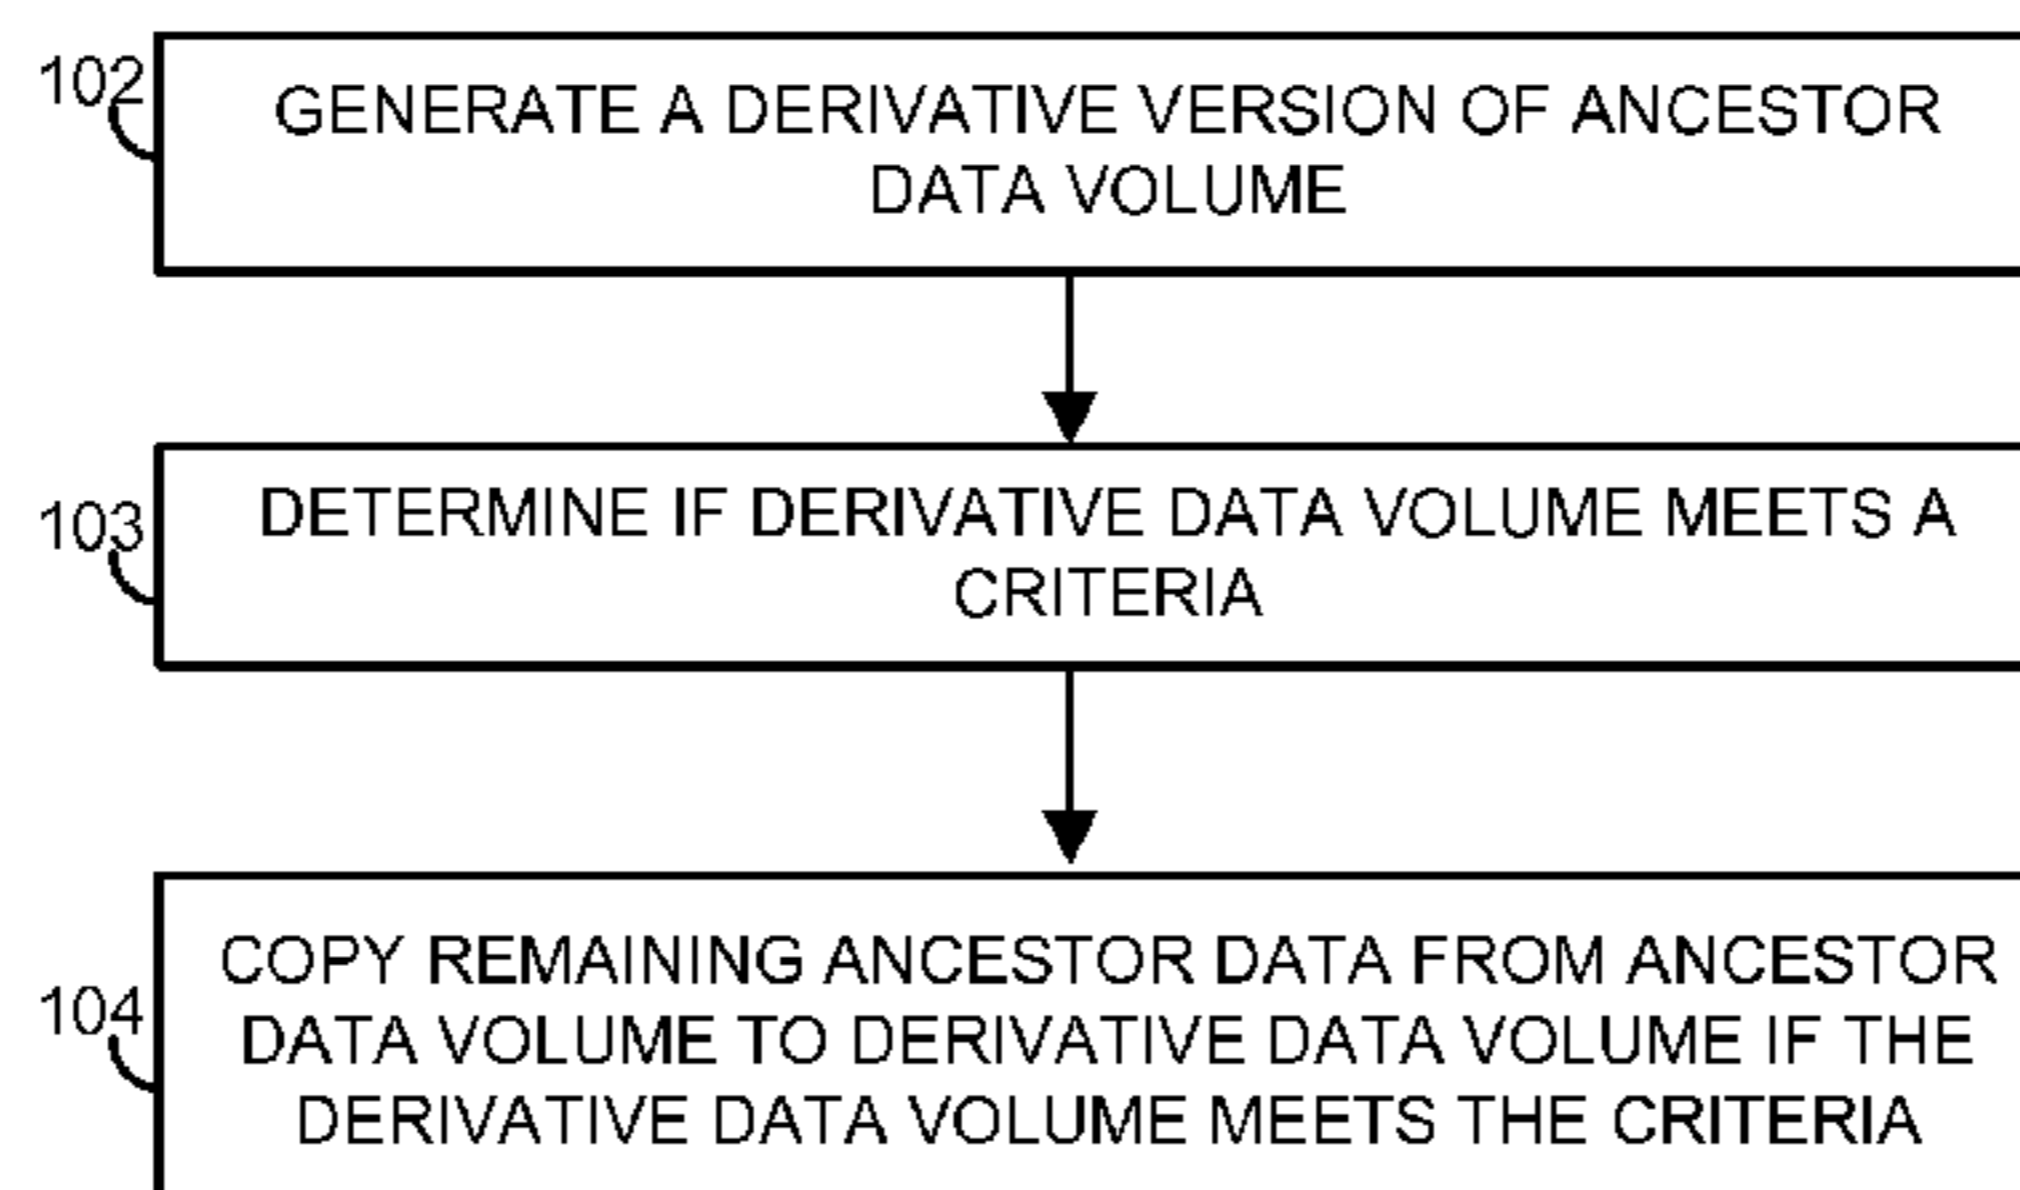 102
GENERATE A DERIVATIVE VERSION OF ANCESTOR
DATA VOLUME
103
DETERMINE IF DERIVATIVE DATA VOLUME MEETS A
CRITERIA
104
COPY REMAINING ANCESTOR DATA FROM ANCESTOR
DATA VOLUME TO DERIVATIVE DATA VOLUME IF THE
DERIVATIVE DATA VOLUME MEETS THE CRITERIA